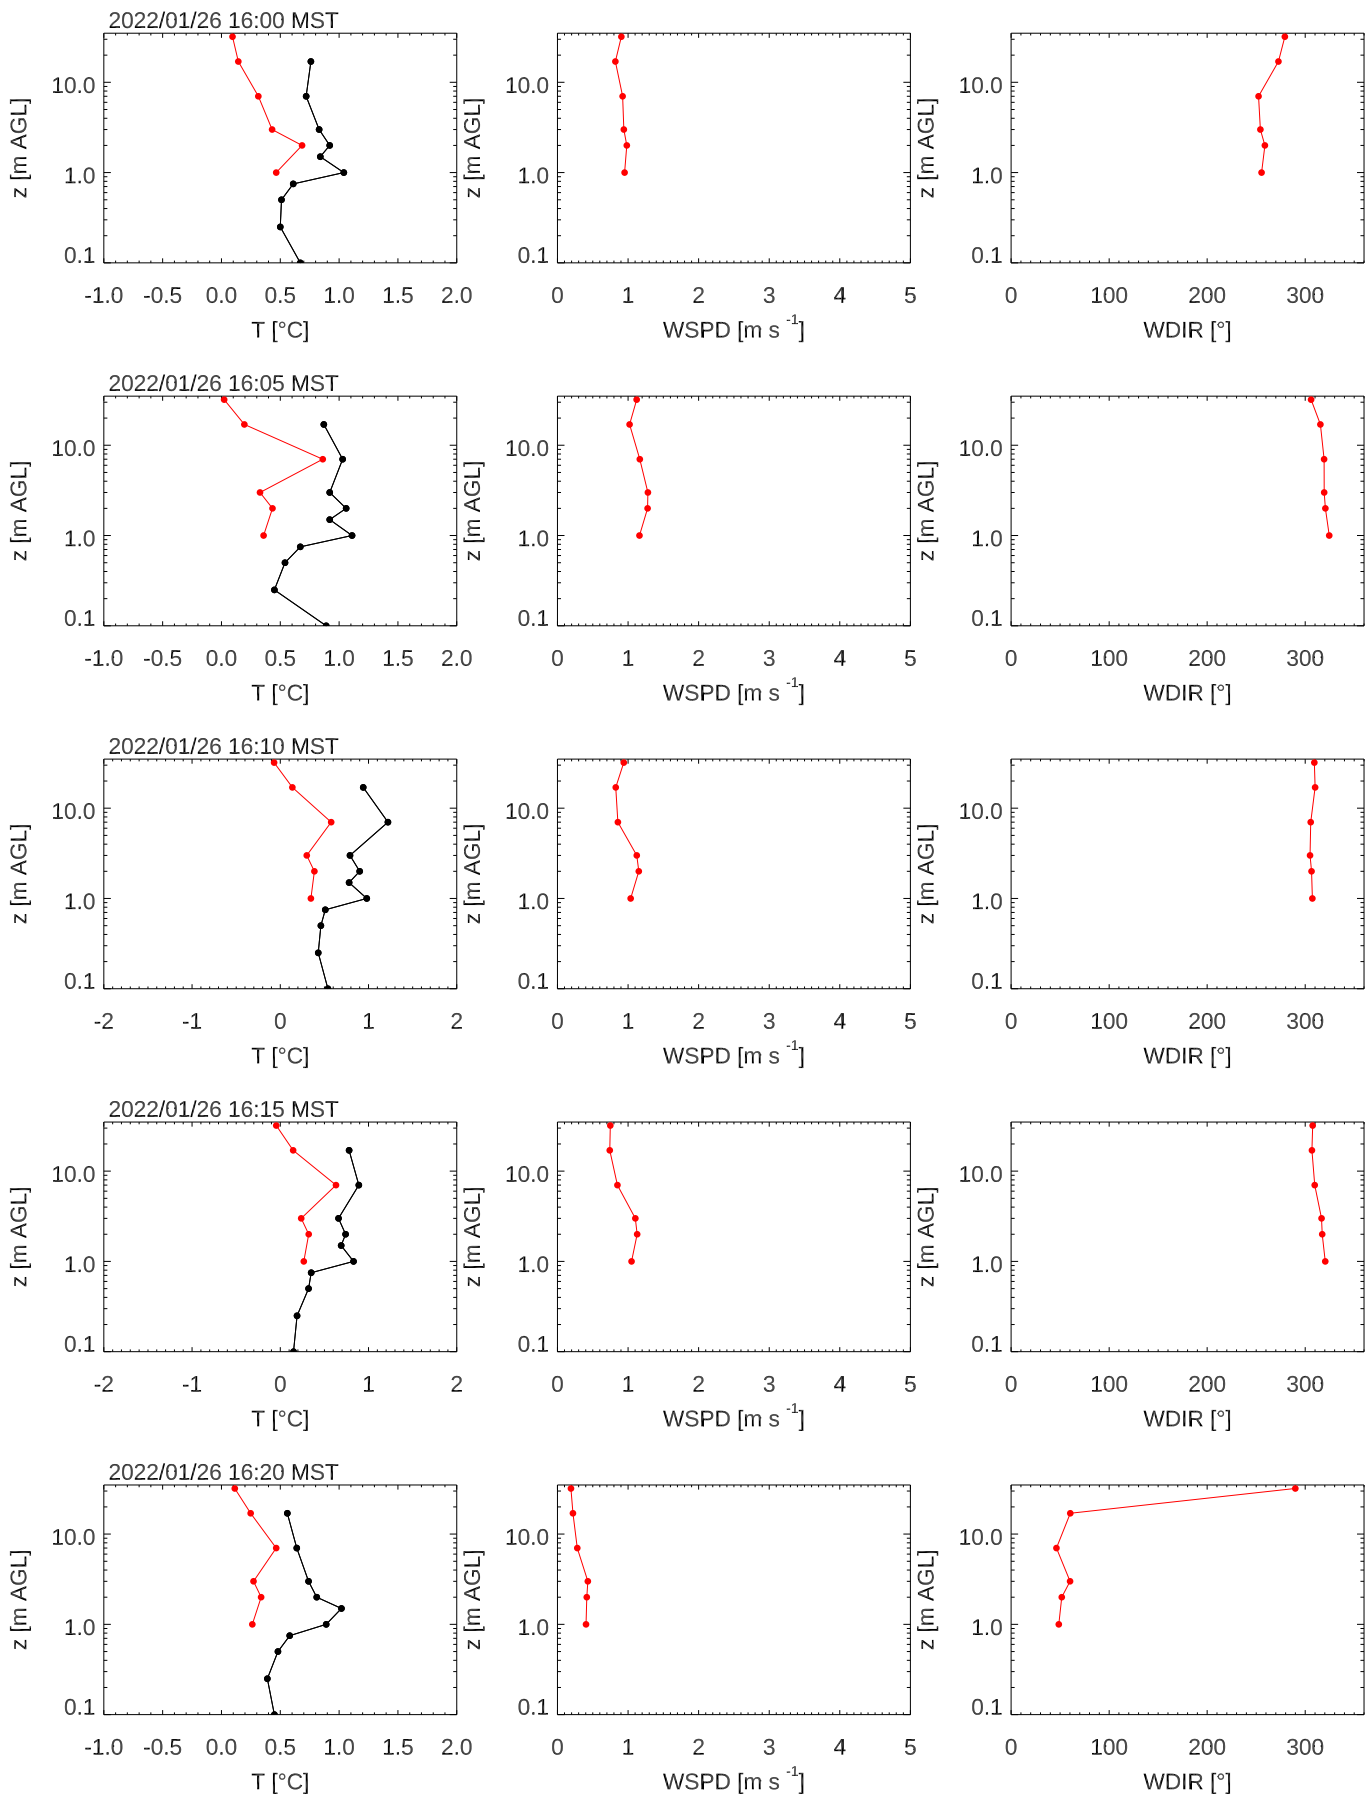 2022/01/26 16:00 MST
z [m AGL] 10.0 1.0 0.1 z [m AGL] 10.0 1.0 0.1 z [m AGL] 10.0 1.0 0.1
-1.0 -0.5 0.0 0.5 1.0 1.5 2.0 0 1 2 3 4 5 0 100 200 300
T [°C] WSPD [m s -1] WDIR [°]
2022/01/26 16:05 MST
z [m AGL] 10.0 1.0 0.1 z [m AGL] 10.0 1.0 0.1 z [m AGL] 10.0 1.0 0.1
-1.0 -0.5 0.0 0.5 1.0 1.5 2.0 0 1 2 3 4 5 0 100 200 300
T [°C] WSPD [m s -1] WDIR [°]
2022/01/26 16:10 MST
z [m AGL] 10.0 1.0 0.1 z [m AGL] 10.0 1.0 0.1 z [m AGL] 10.0 1.0 0.1
-2 -1 0 1 2 0 1 2 3 4 5 0 100 200 300
T [°C] WSPD [m s -1] WDIR [°]
2022/01/26 16:15 MST
z [m AGL] 10.0 1.0 0.1 z [m AGL] 10.0 1.0 0.1 z [m AGL] 10.0 1.0 0.1
-2 -1 0 1 2 0 1 2 3 4 5 0 100 200 300
T [°C] WSPD [m s -1] WDIR [°]
2022/01/26 16:20 MST
z [m AGL] 10.0 1.0 0.1 z [m AGL] 10.0 1.0 0.1 z [m AGL] 10.0 1.0 0.1
-1.0 -0.5 0.0 0.5 1.0 1.5 2.0 0 1 2 3 4 5 0 100 200 300
T [°C] WSPD [m s -1] WDIR [°]